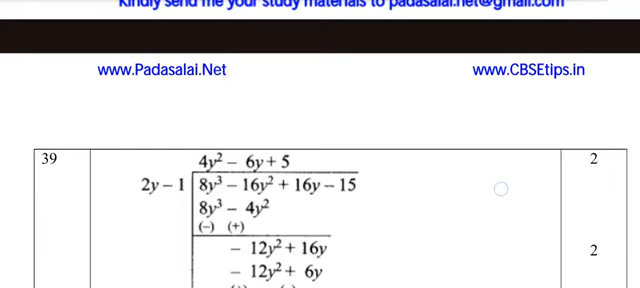 Kindly send me your study materials to padasalai.net@gmail.com
www.Padasalai.Net www.CBSEtips.in
39 4y² – 6y + 5 2
2y – 1 8y³ – 16y² + 16y – 15
8y³ – 4y²
(–) (+)
– 12y² + 16y 2
– 12y² + 6y